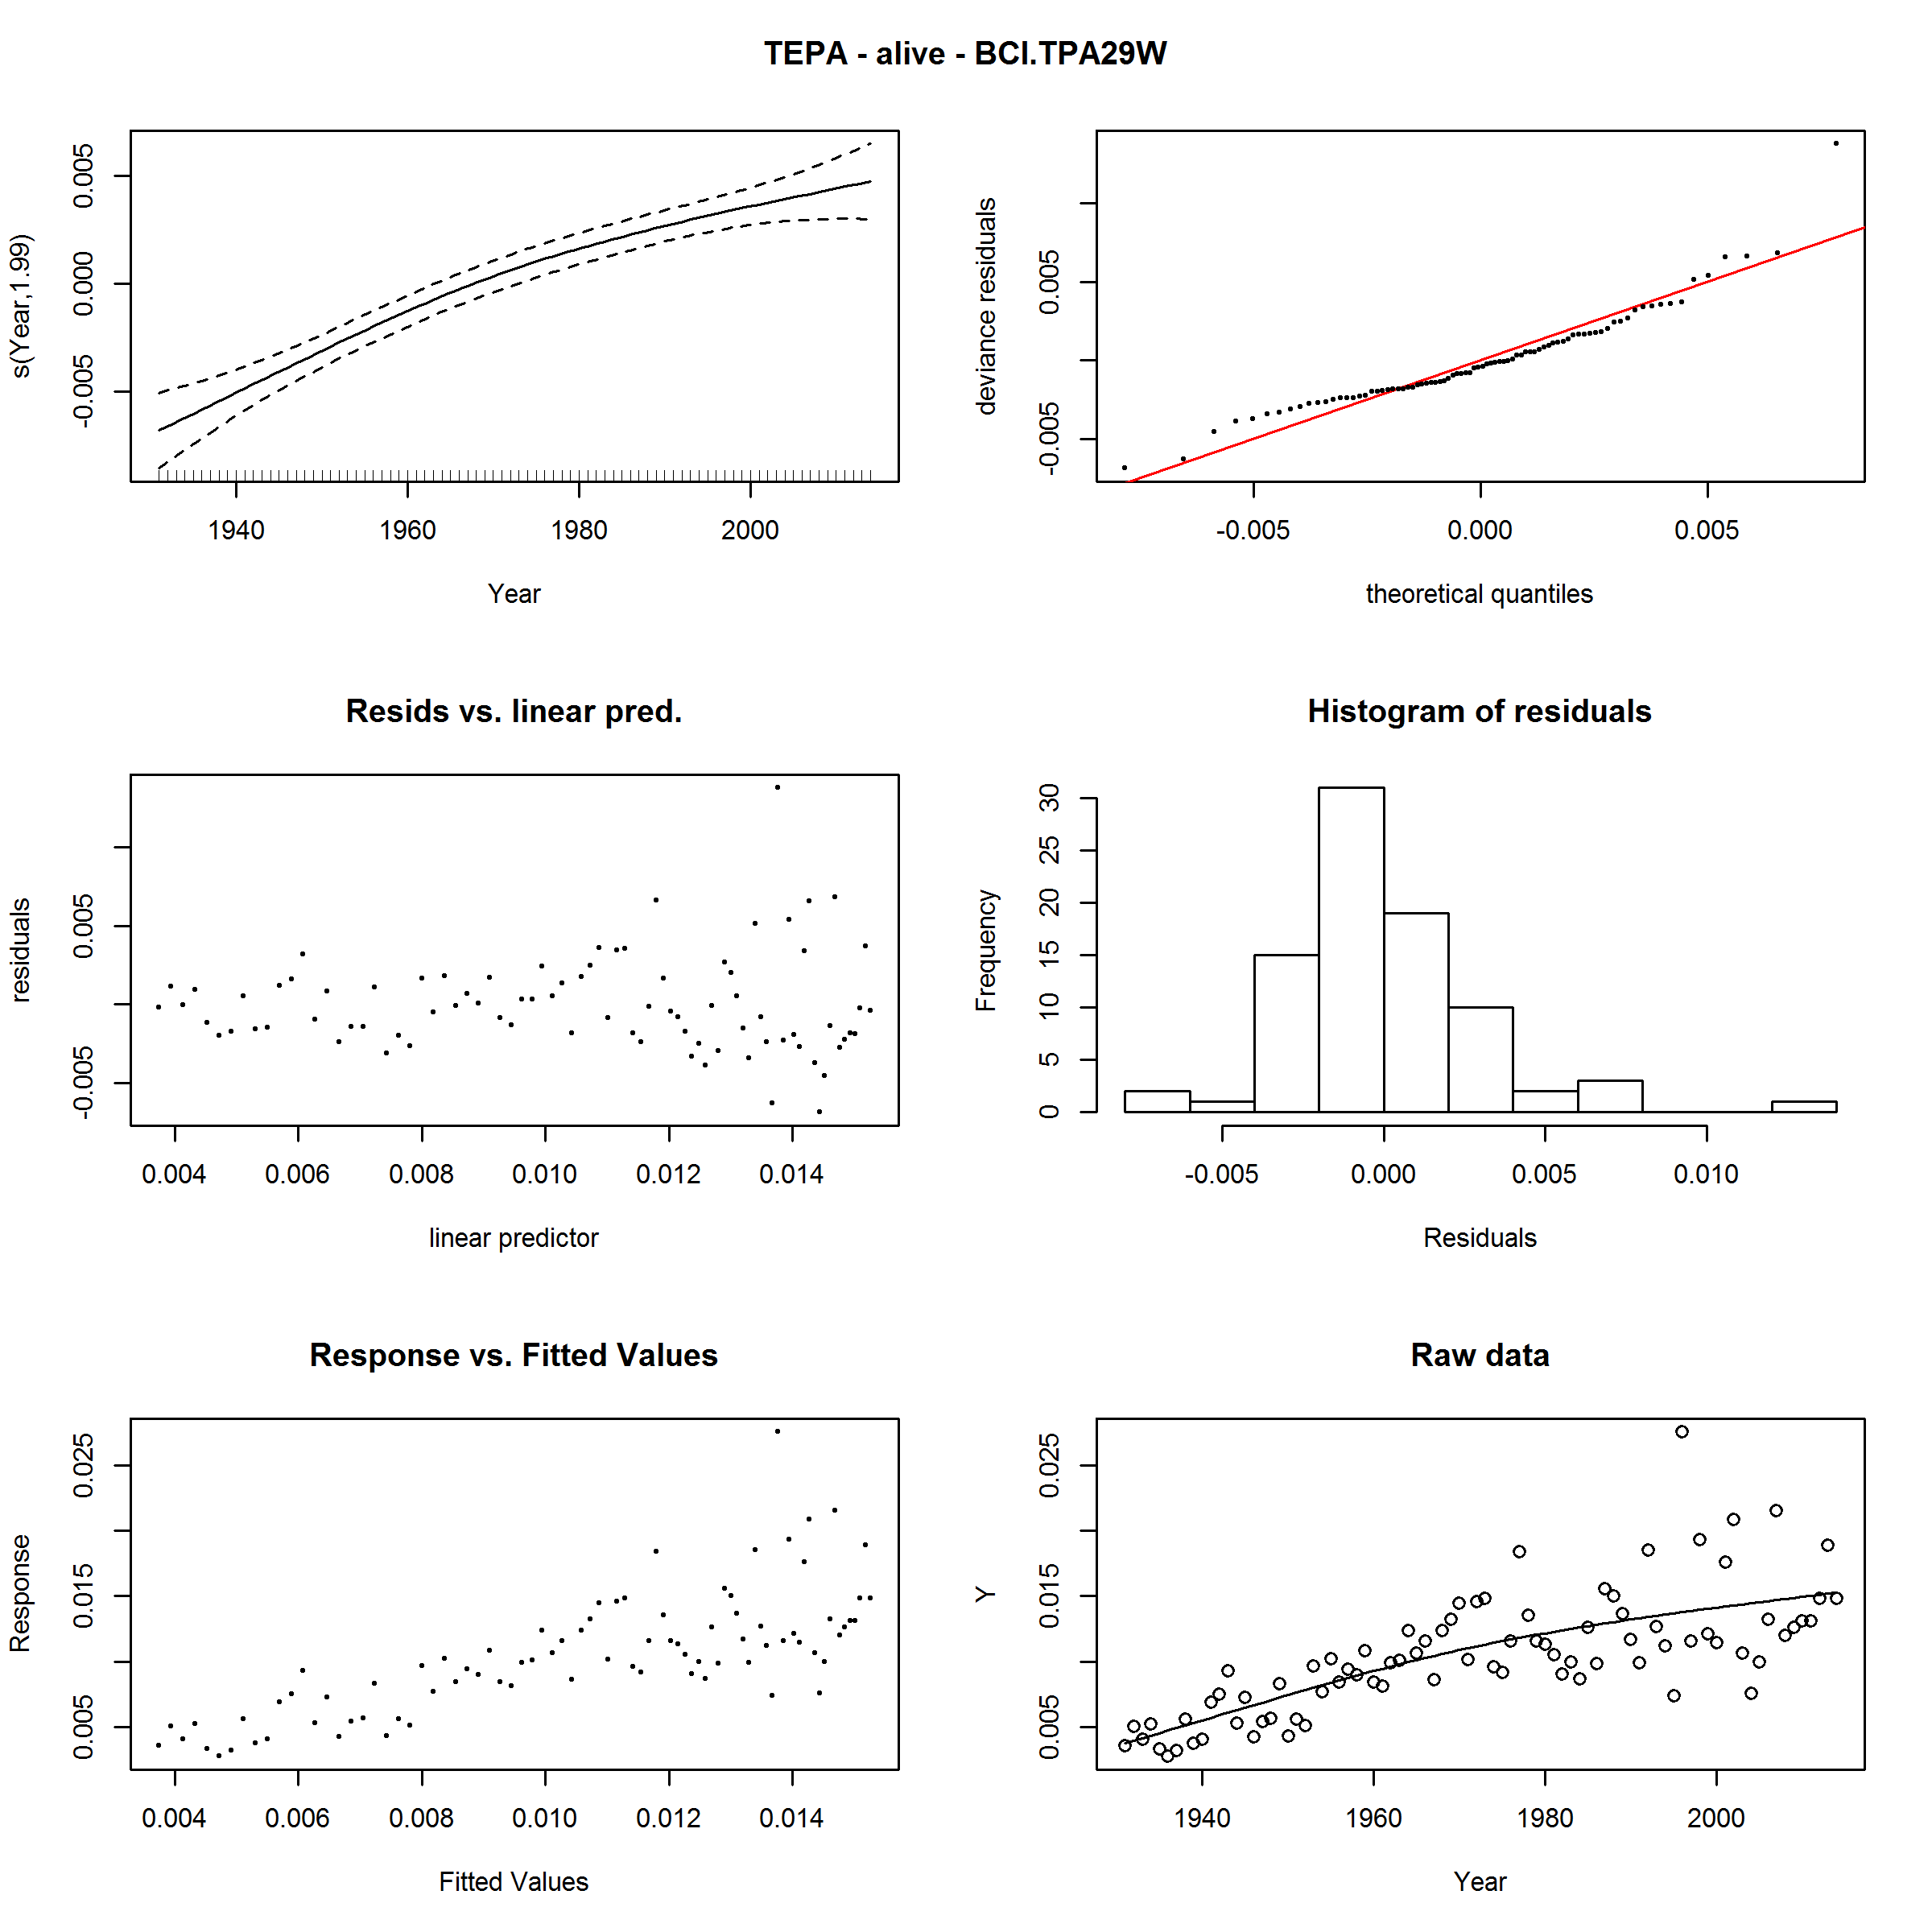 TEPA - alive - BCI.TPA29W
s(Year,1.99)
0.005
0.000
-0.005
1940 1960 1980 2000
Year
deviance residuals
0.005
-0.005
-0.005 0.000 0.005
theoretical quantiles
Resids vs. linear pred.
residuals
0.005
-0.005
0.004 0.006 0.008 0.010 0.012 0.014
linear predictor
Histogram of residuals
Frequency
30
25
20
15
10
5
0
-0.005 0.000 0.005 0.010
Residuals
Response vs. Fitted Values
Response
0.025
0.015
0.005
0.004 0.006 0.008 0.010 0.012 0.014
Fitted Values
Raw data
Y
0.025
0.015
0.005
1940 1960 1980 2000
Year